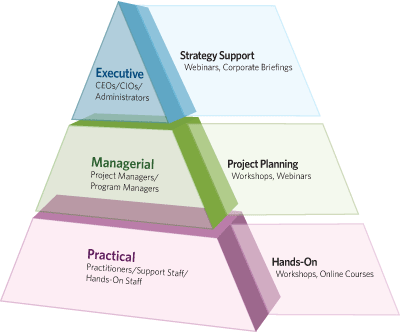 Executive
CEOs/CIOs/
Administrators
Strategy Support
Webinars, Corporate Briefings
Managerial
Project Managers/
Program Managers
Project Planning
Workshops, Webinars
Practical
Practitioners/Support Staff/
Hands-On Staff
Hands-On
Workshops, Online Courses